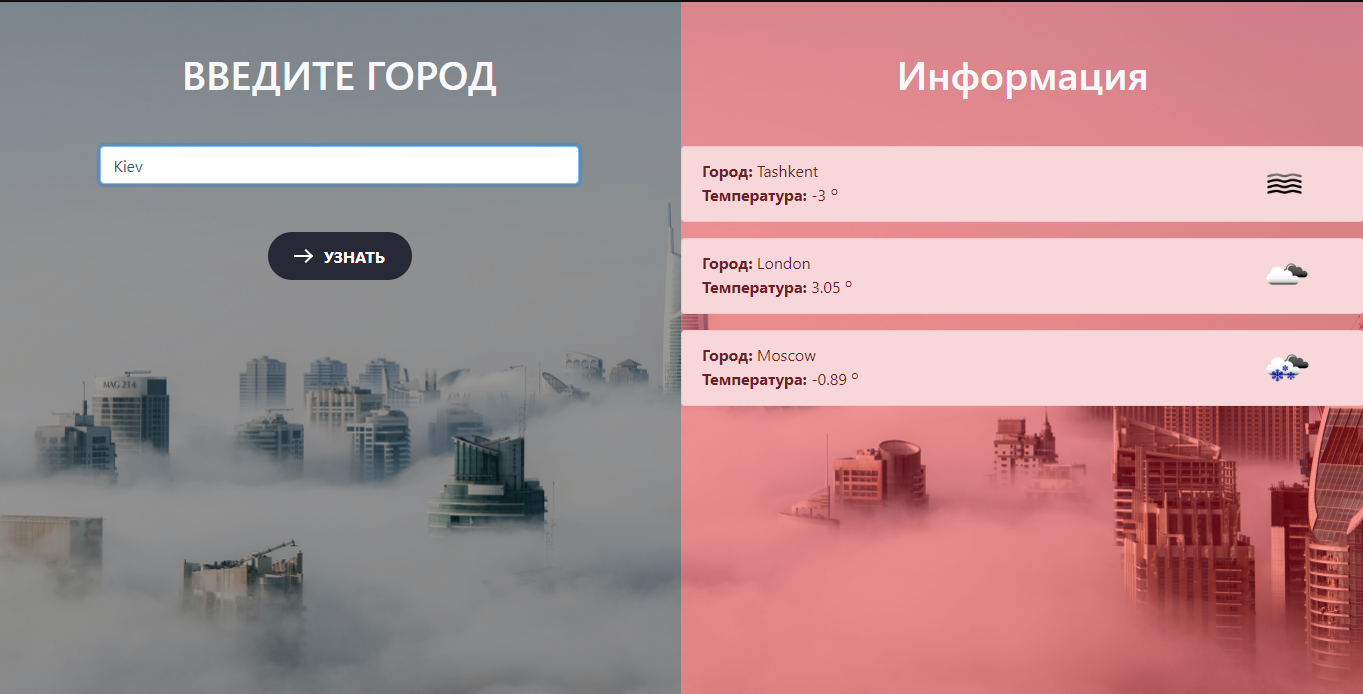 ВВЕДИТЕ ГОРОД
Kiev
УЗНАТЬ
MAG 214
Информация
Город: Tashkent
Температура: -3 °
Город: London
Температура: 3.05 °
Город: Moscow
Температура: -0.89 °